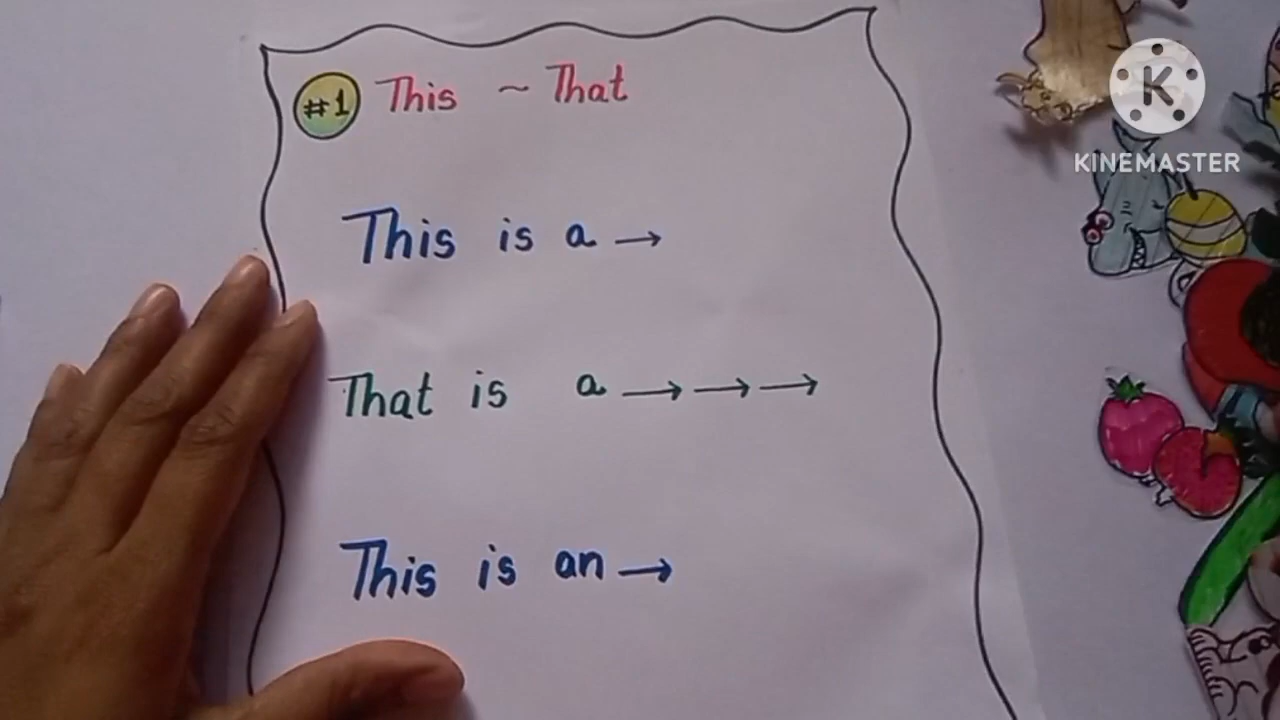 #1 This ~ That
This is a →
That is a → → →
This is an →
K
KINEMASTER